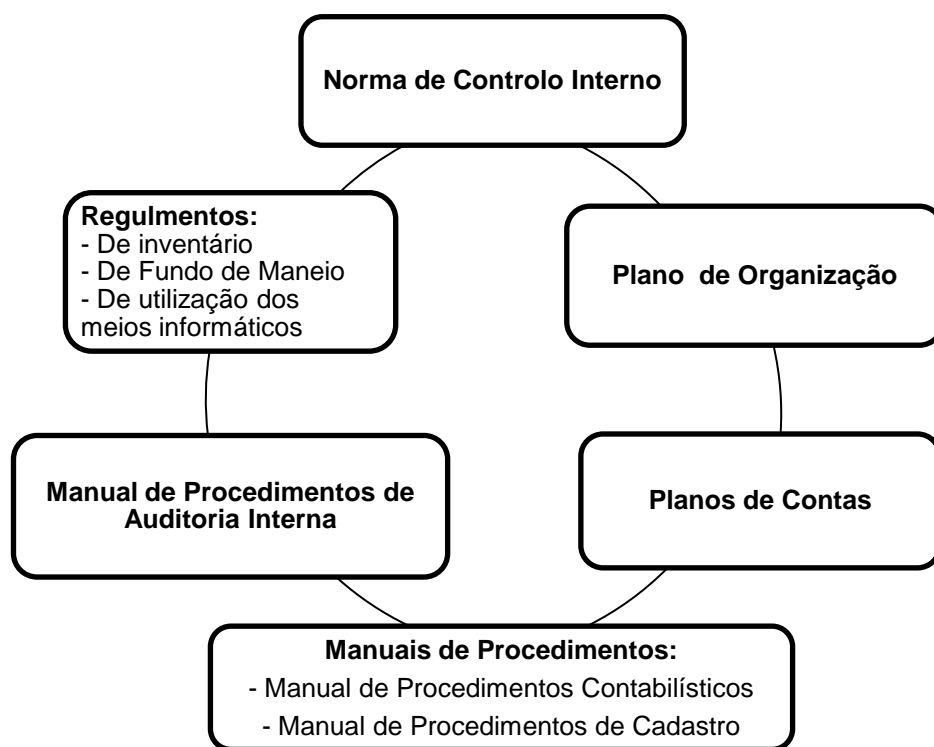 Norma de Controlo Interno
Regulmentos:
- De inventário
- De Fundo de Maneio
- De utilização dos
meios informáticos
Plano de Organização
Manual de Procedimentos de
Auditoria Interna
Planos de Contas
Manuais de Procedimentos:
- Manual de Procedimentos Contabilísticos
- Manual de Procedimentos de Cadastro